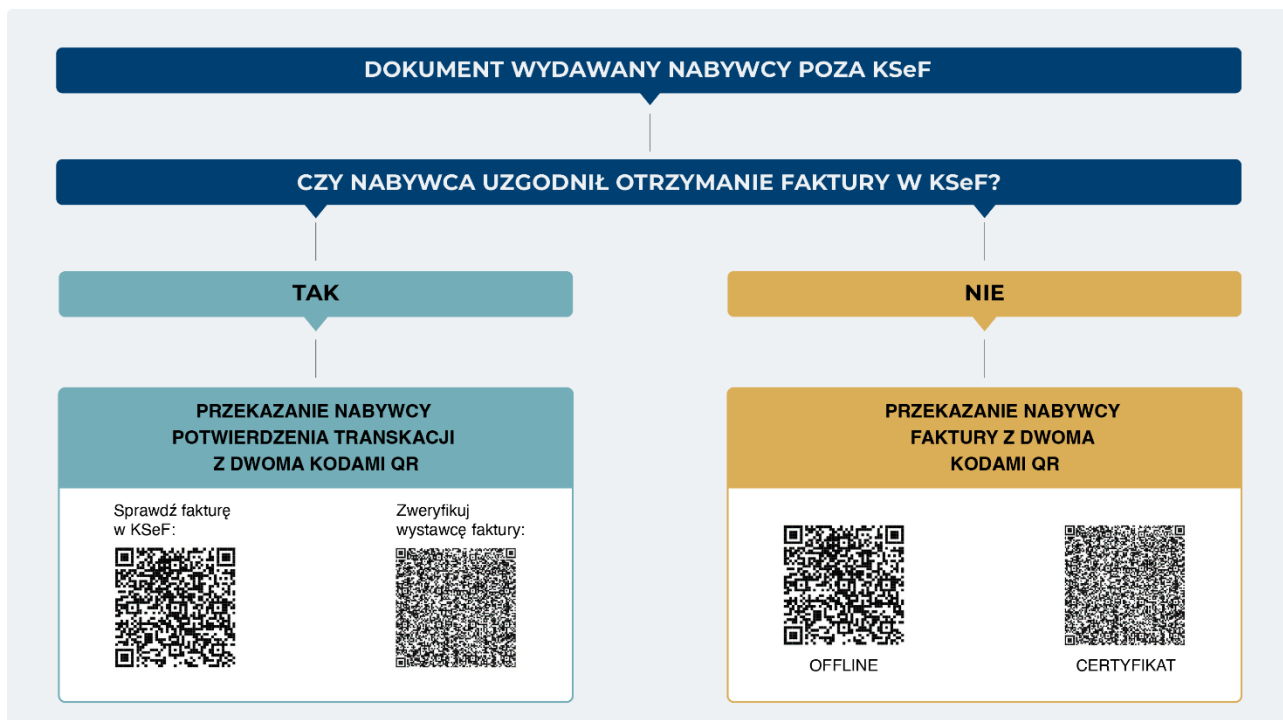 DOKUMENT WYDAWANY NABYWCY POZA KSeF
CZY NABYWCA UZGODNIŁ OTRZYMANIE FAKTURY W KSeF?
TAK
NIE
PRZEKAZANIE NABYWCY
POTWIERDZENIA TRANSKACJI
Z DWOMA KODAMI QR
Sprawdź fakturę
w KSeF:
Zweryfikuj
wystawcę faktury:
PRZEKAZANIE NABYWCY
FAKTURY Z DWOMA
KODAMI QR
OFFLINE
CERTYFIKAT